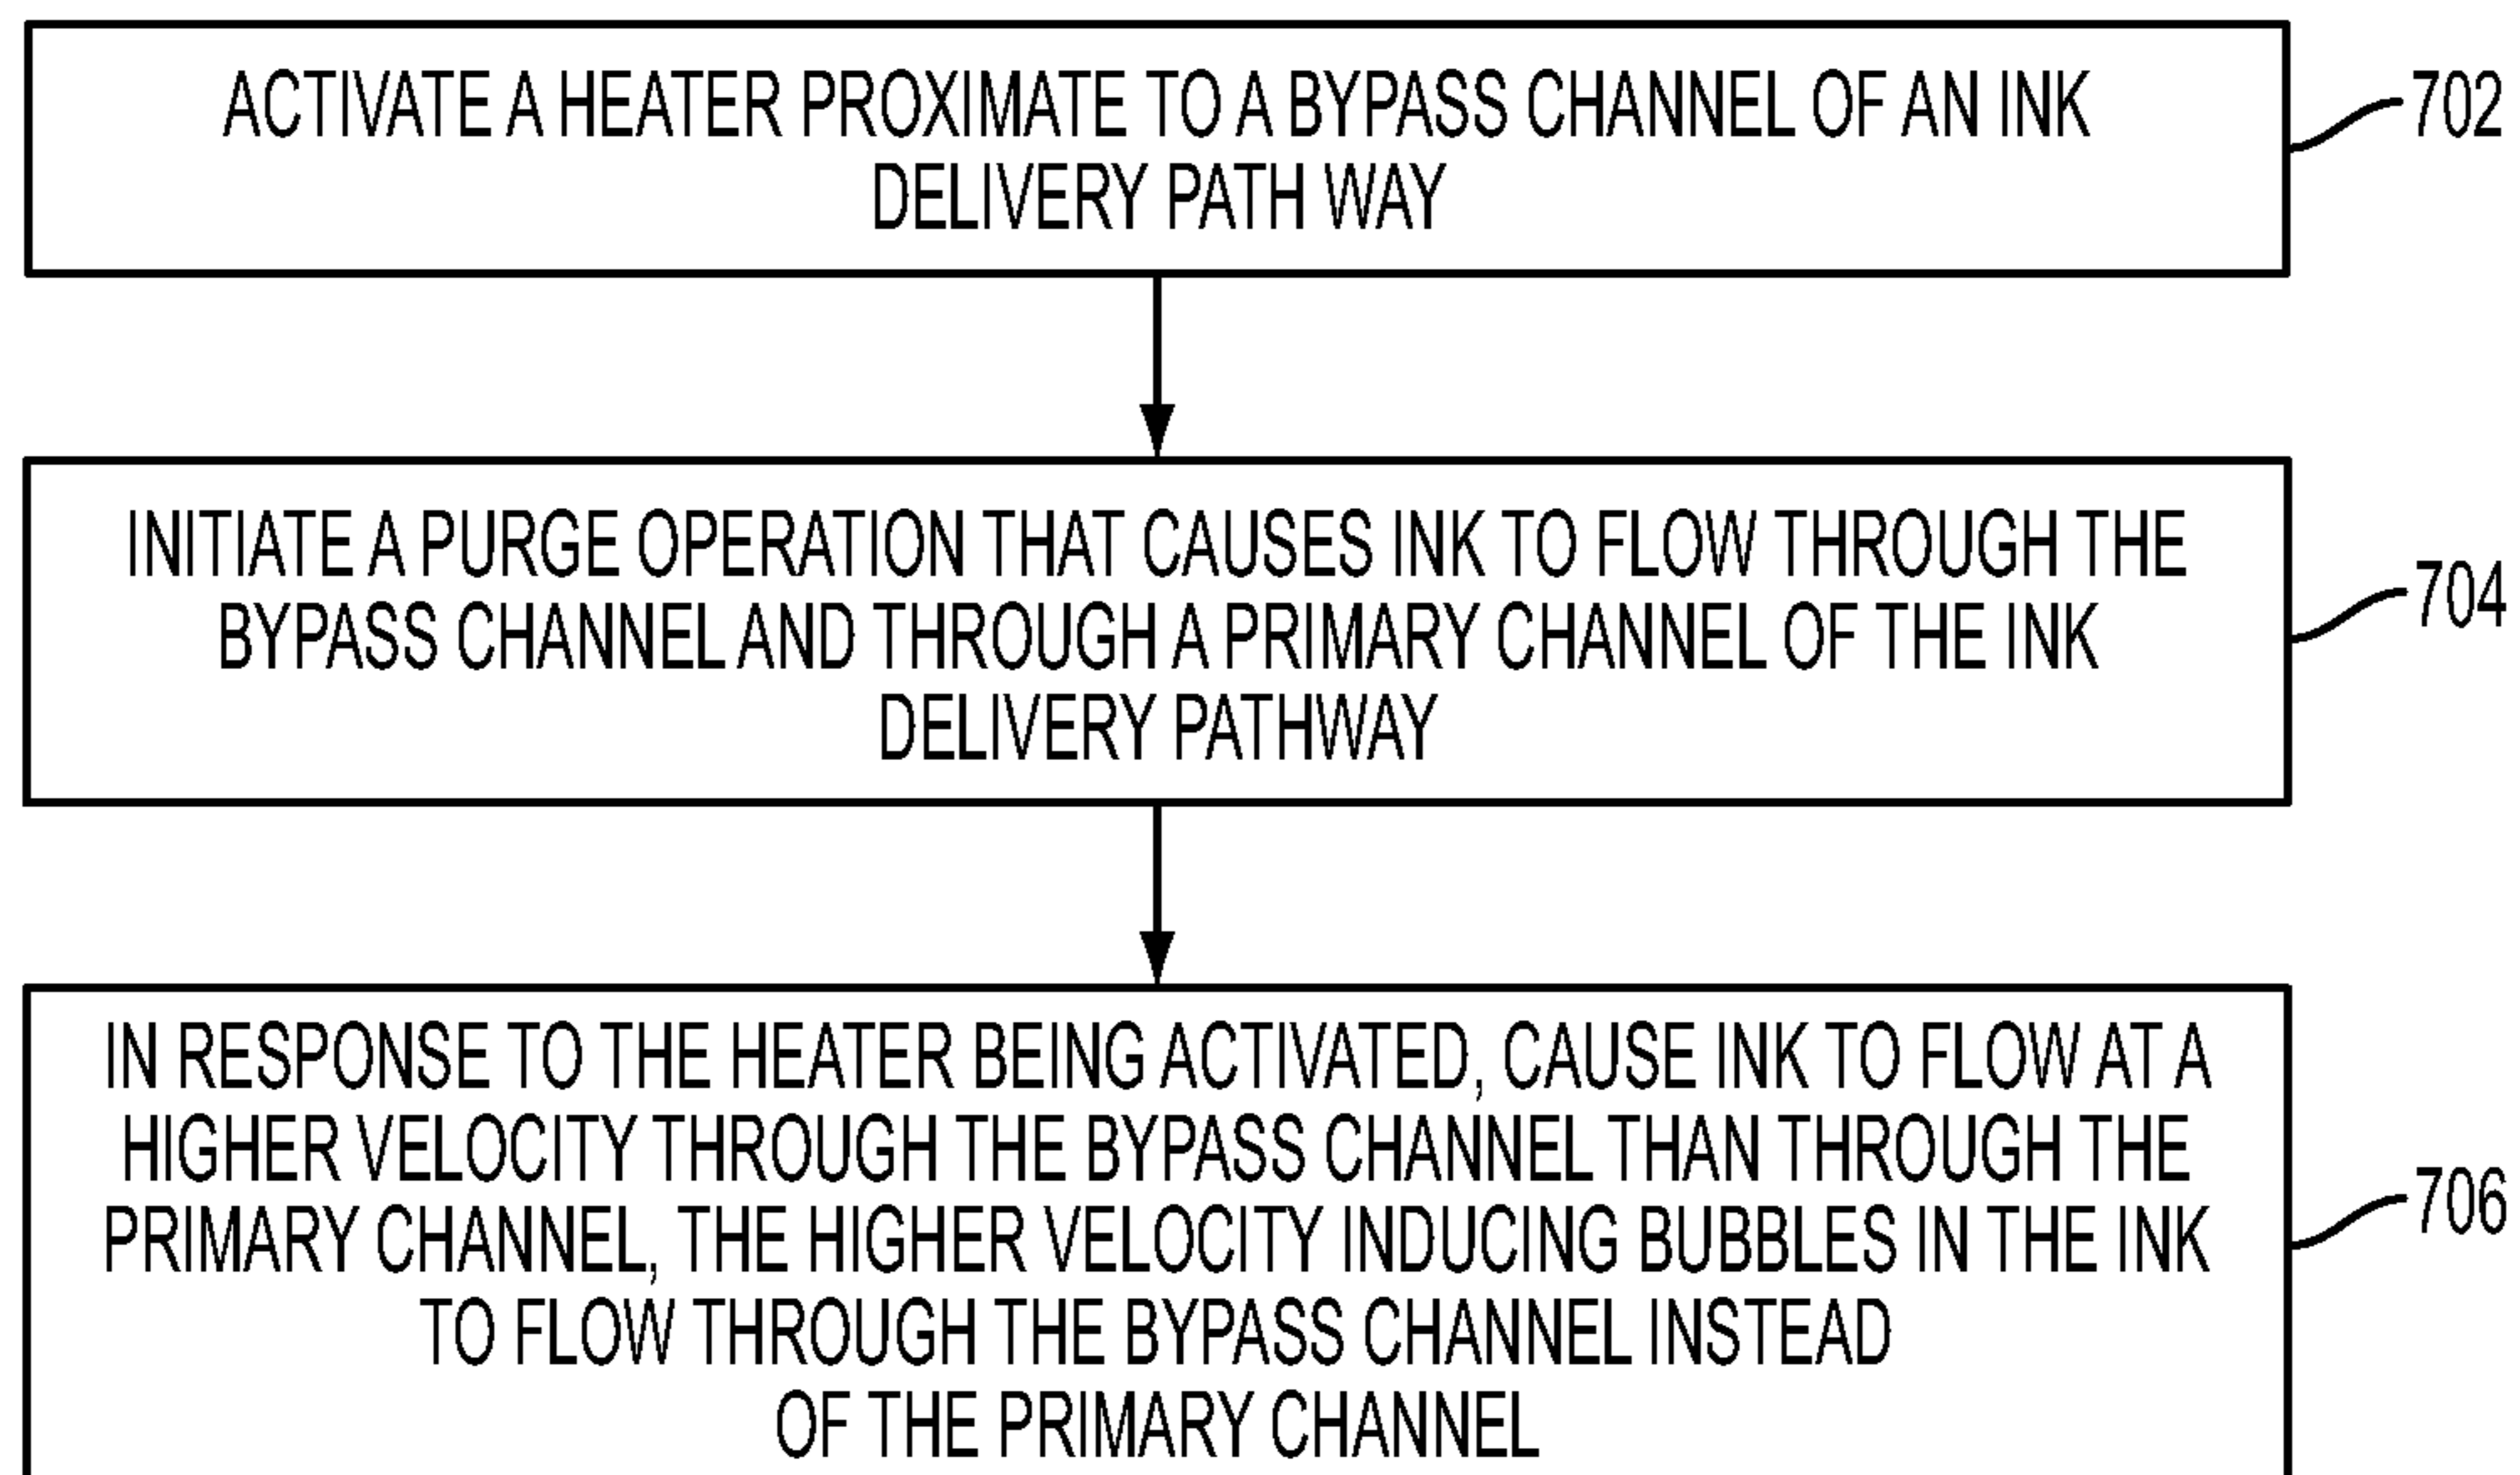 ACTIVATE A HEATER PROXIMATE TO A BYPASS CHANNEL OF AN INK
DELIVERY PATH WAY
702
INITIATE A PURGE OPERATION THAT CAUSES INK TO FLOW THROUGH THE
BYPASS CHANNEL AND THROUGH A PRIMARY CHANNEL OF THE INK
DELIVERY PATHWAY
704
IN RESPONSE TO THE HEATER BEING ACTIVATED, CAUSE INK TO FLOW AT A
HIGHER VELOCITY THROUGH THE BYPASS CHANNEL THAN THROUGH THE
PRIMARY CHANNEL, THE HIGHER VELOCITY INDUCING BUBBLES IN THE INK
TO FLOW THROUGH THE BYPASS CHANNEL INSTEAD
OF THE PRIMARY CHANNEL
706